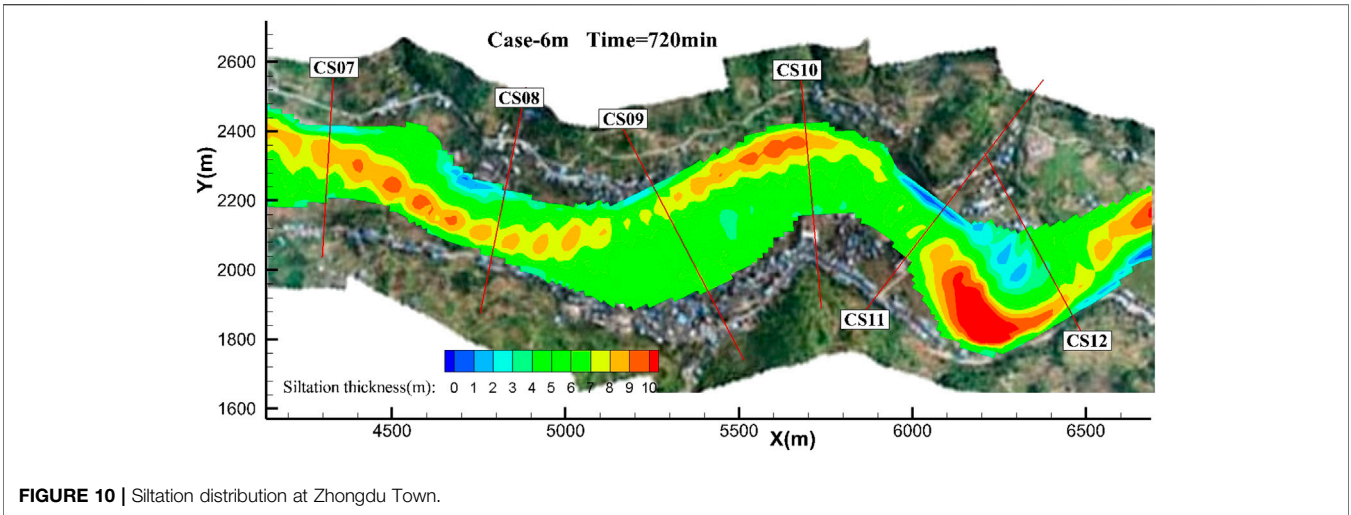 Case-6m Time=720min
2600
2400
2200
2000
1800
1600
Y(m)
CS07
CS08
CS09
CS10
CS11
CS12
Siltation thickness(m): 0 1 2 3 4 5 6 7 8 9 10
4500 5000 5500 6000 6500
X(m)
FIGURE 10 | Siltation distribution at Zhongdu Town.